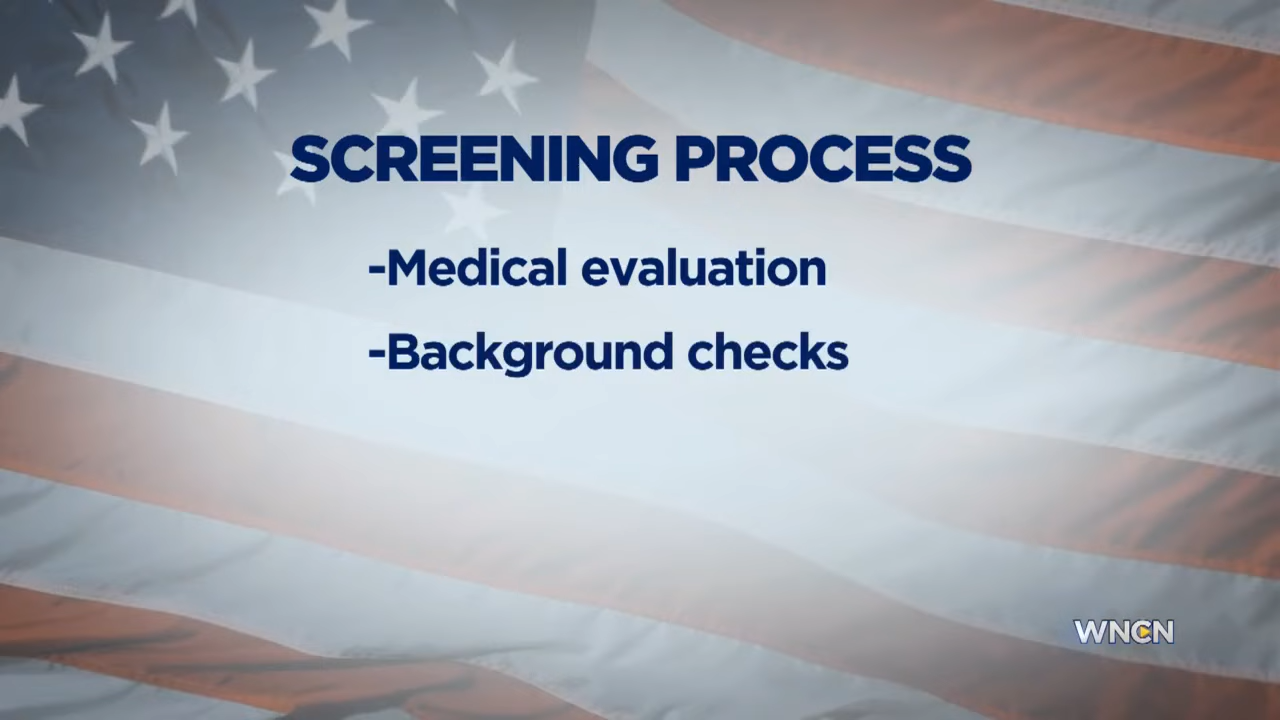 SCREENING PROCESS
-Medical evaluation
-Background checks
WNCN